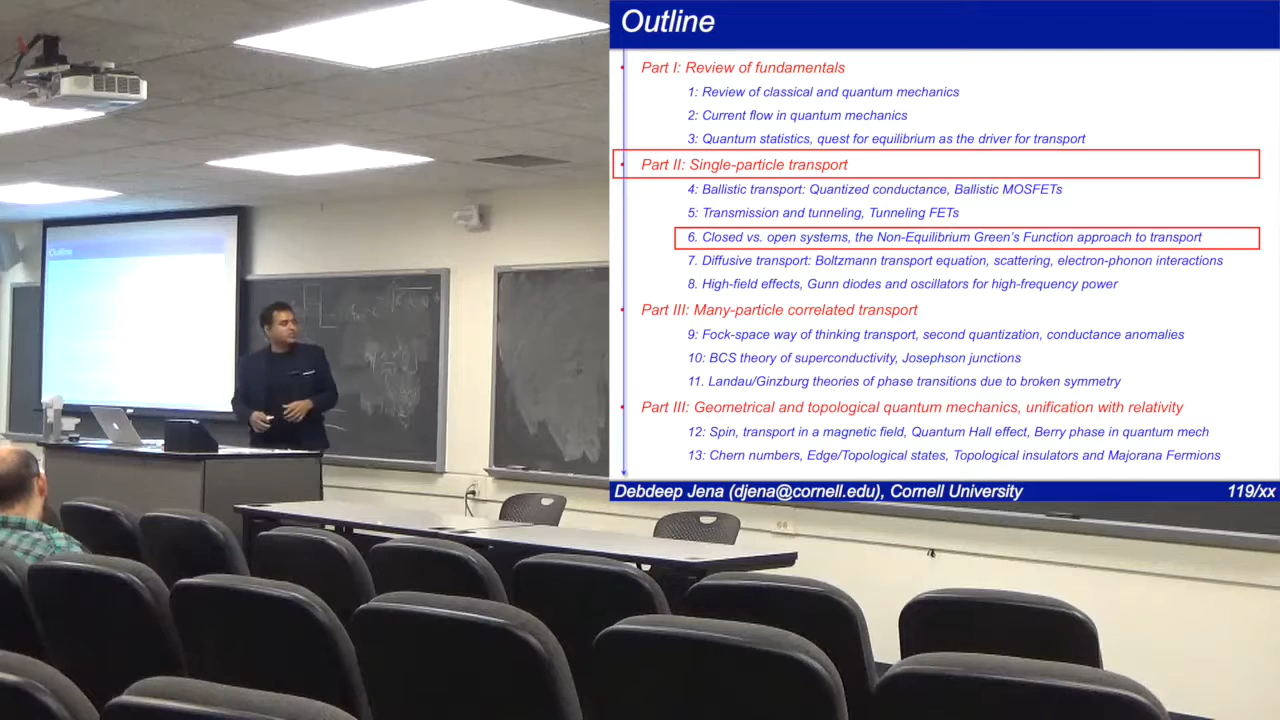 Outline
• Part I: Review of fundamentals
1: Review of classical and quantum mechanics
2: Current flow in quantum mechanics
3: Quantum statistics, quest for equilibrium as the driver for transport
• Part II: Single-particle transport
4: Ballistic transport: Quantized conductance, Ballistic MOSFETs
5: Transmission and tunneling, Tunneling FETs
6. Closed vs. open systems, the Non-Equilibrium Green's Function approach to transport
7. Diffusive transport: Boltzmann transport equation, scattering, electron-phonon interactions
8. High-field effects, Gunn diodes and oscillators for high-frequency power
• Part III: Many-particle correlated transport
9: Fock-space way of thinking transport, second quantization, conductance anomalies
10: BCS theory of superconductivity, Josephson junctions
11. Landau/Ginzburg theories of phase transitions due to broken symmetry
• Part III: Geometrical and topological quantum mechanics, unification with relativity
12: Spin, transport in a magnetic field, Quantum Hall effect, Berry phase in quantum mech
13: Chern numbers, Edge/Topological states, Topological insulators and Majorana Fermions
Debdeep Jena (djena@cornell.edu), Cornell University 119/xx
Outline